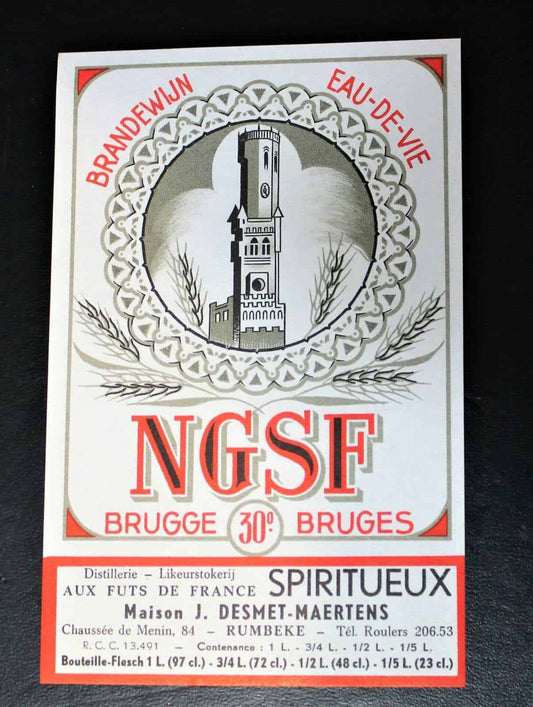 BRANDEWIJN
EAU-DE-VIE
NGSF
BRUGGE 30° BRUGES
Distillerie – Likeurstokerij
AUX FUTS DE FRANCE SPIRITUEUX
Maison J. DESMET-MAERTENS
Chaussée de Menin, 84 – RUMBEKE – Tél. Roulers 206.53
R.C.C. 13.491 – Contenance : 1 L. - 3/4 L. - 1/2 L. - 1/5 L.
Bouteille-Flesch 1 L. (97 cl.) - 3/4 L. (72 cl.) - 1/2 L. (48 cl.) - 1/5 L. (23 cl.)